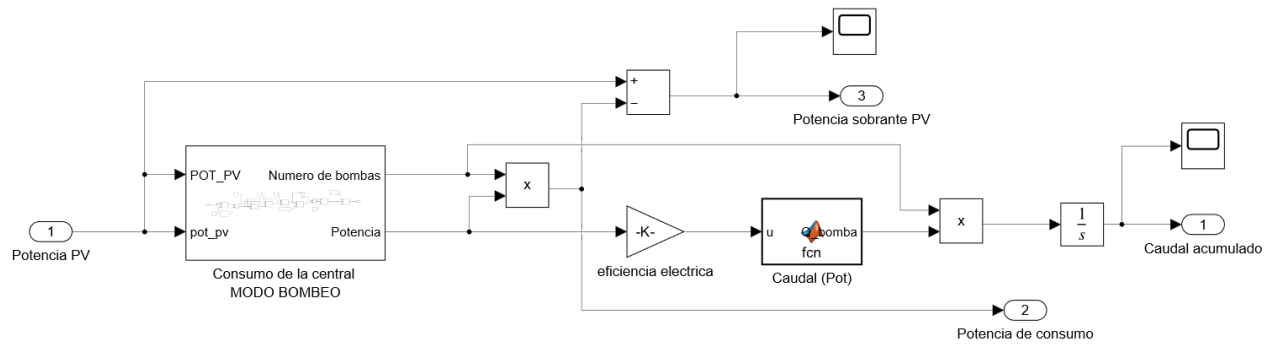 +
−
3
Potencia sobrante PV
POT_PV
Numero de bombas
x
pot_pv
Potencia
1
Potencia PV
Consumo de la central
MODO BOMBEO
-K-
eficiencia electrica
u
fcn
Caudal (Pot)
x
1
s
1
Caudal acumulado
2
Potencia de consumo